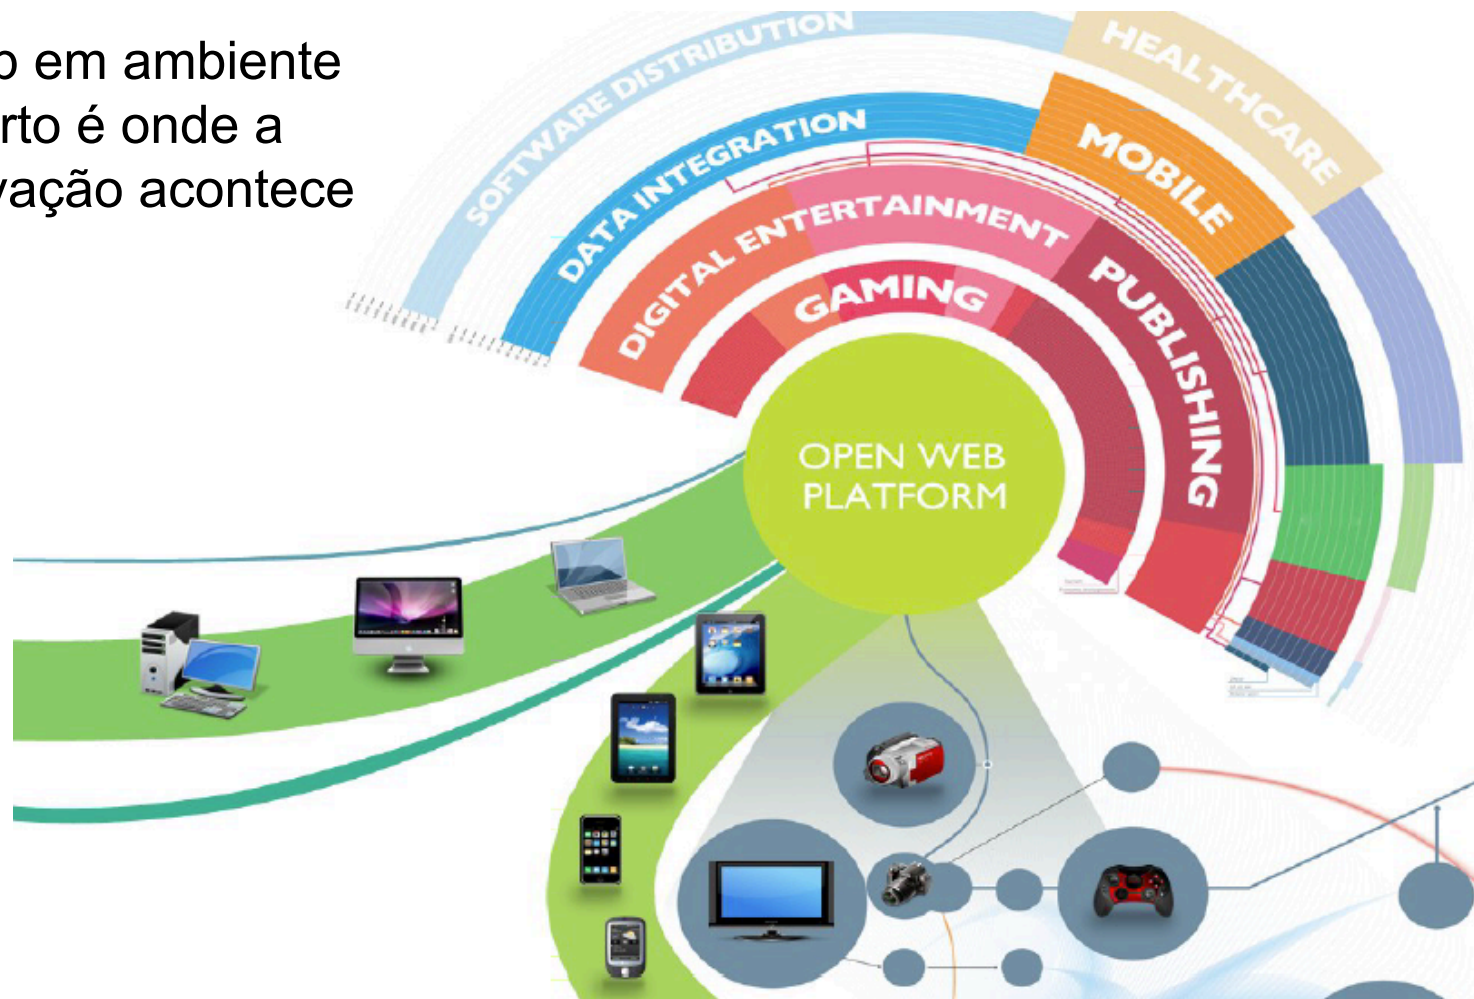 b em ambiente
rto é onde a
vação acontece
SOFTWARE DISTRIBUTION
HEALTHCARE
DATA INTEGRATION
MOBILE
DIGITAL ENTERTAINMENT
PUBLISHING
GAMING
OPEN WEB
PLATFORM